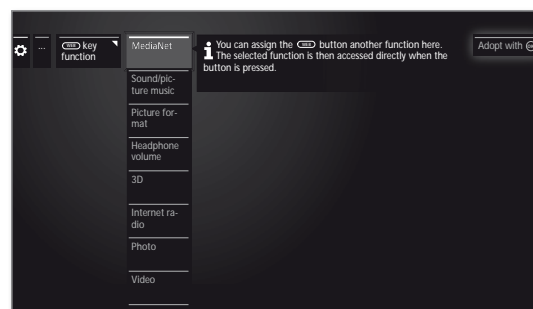 ...
WEB key
function
MediaNet
Sound/pic-
ture music
Picture for-
mat
Headphone
volume
3D
Internet ra-
dio
Photo
Video
i You can assign the WEB button another function here.
The selected function is then accessed directly when the
button is pressed.
Adopt with